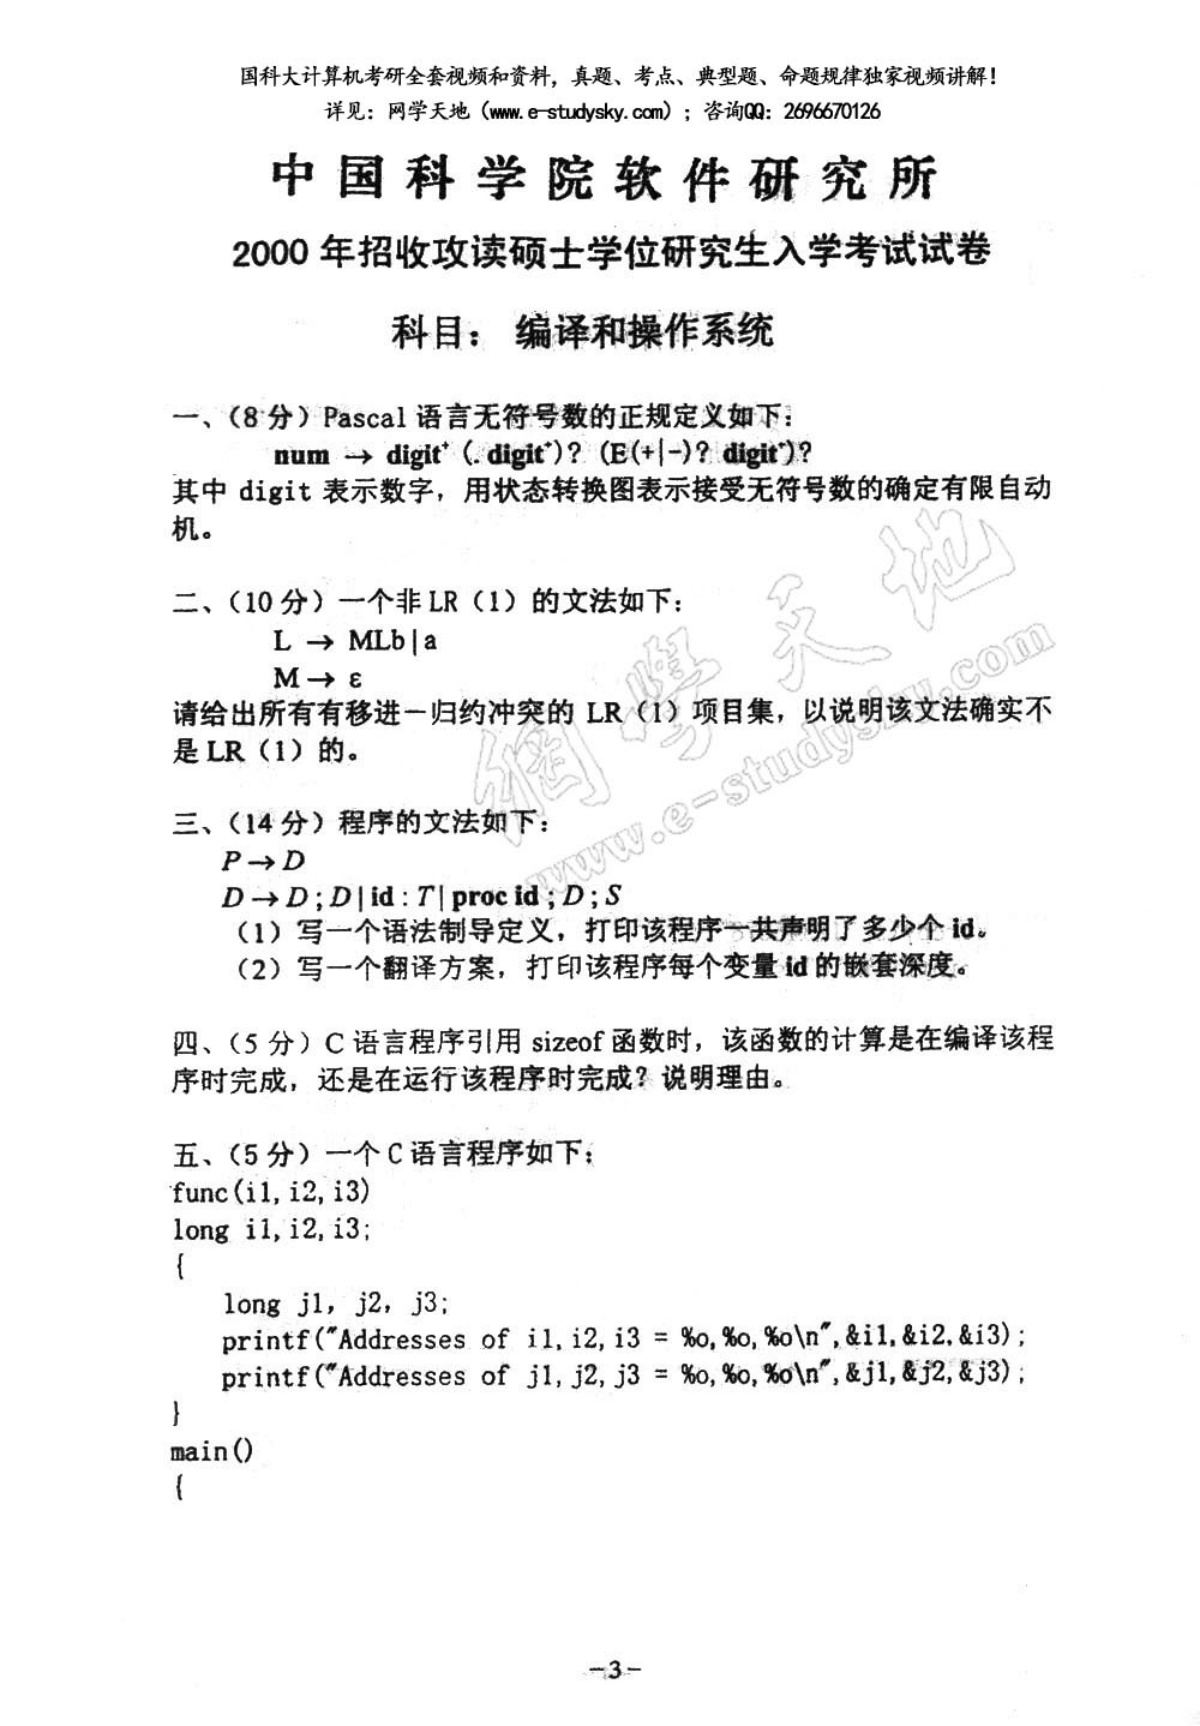 国科大计算机考研全套视频和资料，真题、考点、典型题、命题规律独家视频讲解！
详见：网学天地（www.e-studysky.com）；咨询QQ：2696670126
中国科学院软件研究所
2000年招收攻读硕士学位研究生入学考试试卷
科目： 编译和操作系统
一、（8分）Pascal语言无符号数的正规定义如下：
num → digit⁺ (. digit⁺)? (E(+|-)? digit⁺)?
其中 digit 表示数字，用状态转换图表示接受无符号数的确定有限自动
机。
二、（10分）一个非LR（1）的文法如下：
L → MLb|a
M→ ε
请给出所有有移进－归约冲突的 LR（1）项目集，以说明该文法确实不
是LR（1）的。
三、（14分）程序的文法如下：
P→D
D→D;D|id:T|proc id;D;S
（1）写一个语法制导定义，打印该程序一共声明了多少个id。
（2）写一个翻译方案，打印该程序每个变量id的嵌套深度。
四、（5分）C语言程序引用 sizeof 函数时，该函数的计算是在编译该程
序时完成，还是在运行该程序时完成？说明理由。
五、（5分）一个C语言程序如下：
func(i1,i2,i3)
long i1,i2,i3;
{
long j1, j2, j3;
printf("Addresses of i1,i2,i3 = %o,%o,%o\n",&i1,&i2,&i3);
printf("Addresses of j1,j2,j3 = %o,%o,%o\n",&j1,&j2,&j3);
}
main()
{
網學天地
www.e-studysky.com
-3-